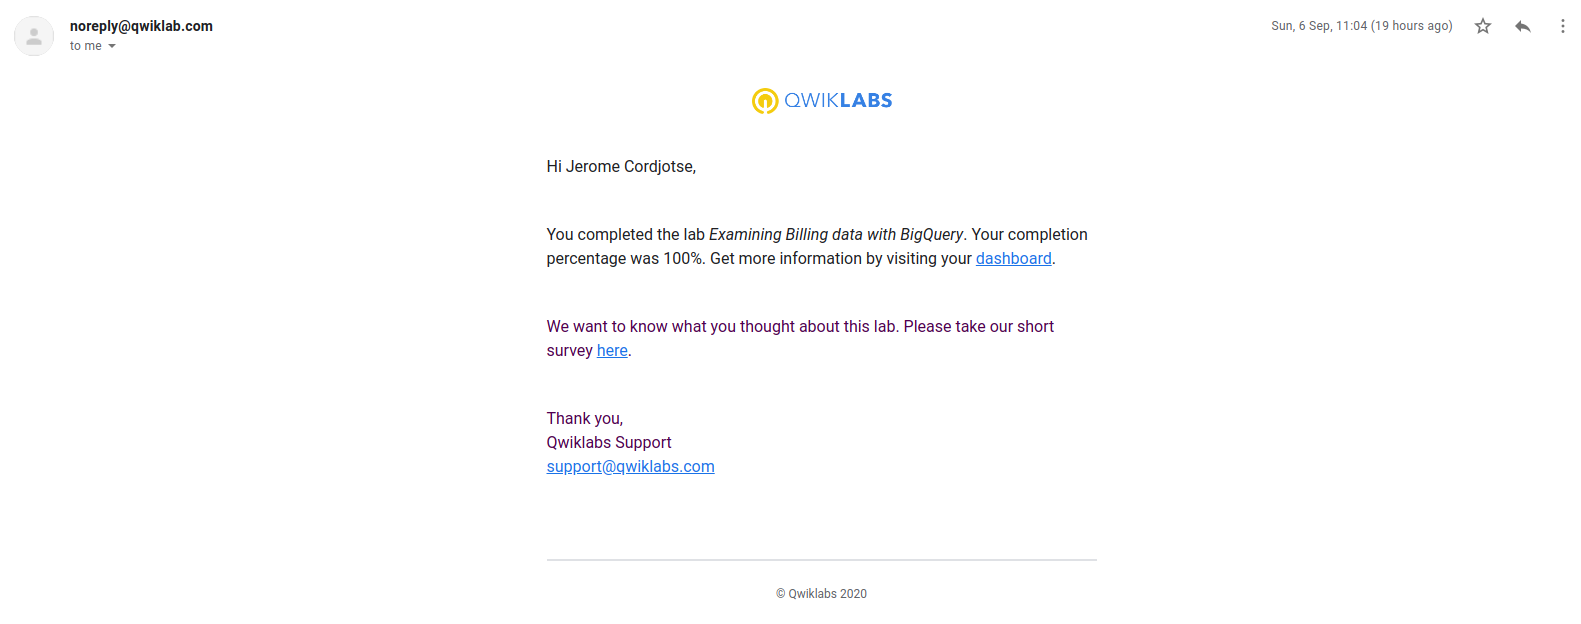 noreply@qwiklab.com
to me
Sun, 6 Sep, 11:04 (19 hours ago)
QWIKLABS
Hi Jerome Cordjotse,
You completed the lab Examining Billing data with BigQuery. Your completion
percentage was 100%. Get more information by visiting your dashboard.
We want to know what you thought about this lab. Please take our short
survey here.
Thank you,
Qwiklabs Support
support@qwiklabs.com
© Qwiklabs 2020